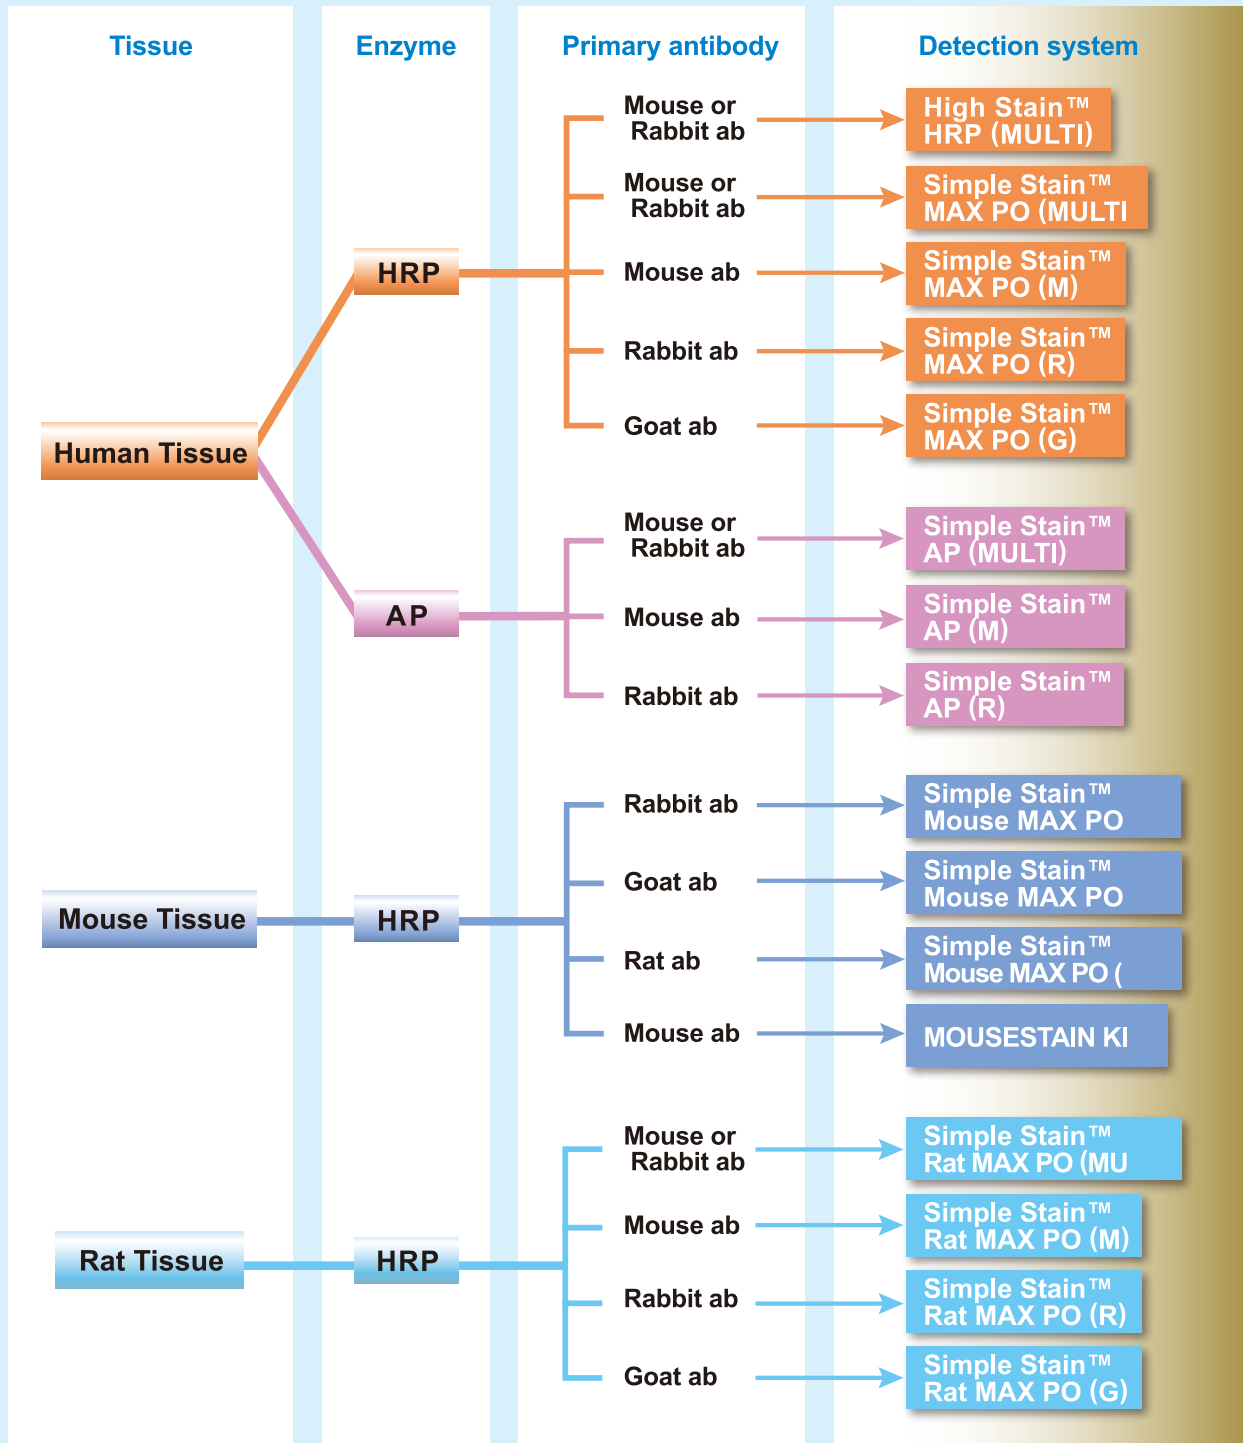 Tissue
Enzyme
Primary antibody
Detection system
Human Tissue
HRP
Mouse or
Rabbit ab
High Stain™
HRP (MULTI)
Mouse or
Rabbit ab
Simple Stain™
MAX PO (MULTI
Mouse ab
Simple Stain™
MAX PO (M)
Rabbit ab
Simple Stain™
MAX PO (R)
Goat ab
Simple Stain™
MAX PO (G)
AP
Mouse or
Rabbit ab
Simple Stain™
AP (MULTI)
Mouse ab
Simple Stain™
AP (M)
Rabbit ab
Simple Stain™
AP (R)
Mouse Tissue
HRP
Rabbit ab
Simple Stain™
Mouse MAX PO
Goat ab
Simple Stain™
Mouse MAX PO
Rat ab
Simple Stain™
Mouse MAX PO (
Mouse ab
MOUSESTAIN KI
Rat Tissue
HRP
Mouse or
Rabbit ab
Simple Stain™
Rat MAX PO (MU
Mouse ab
Simple Stain™
Rat MAX PO (M)
Rabbit ab
Simple Stain™
Rat MAX PO (R)
Goat ab
Simple Stain™
Rat MAX PO (G)